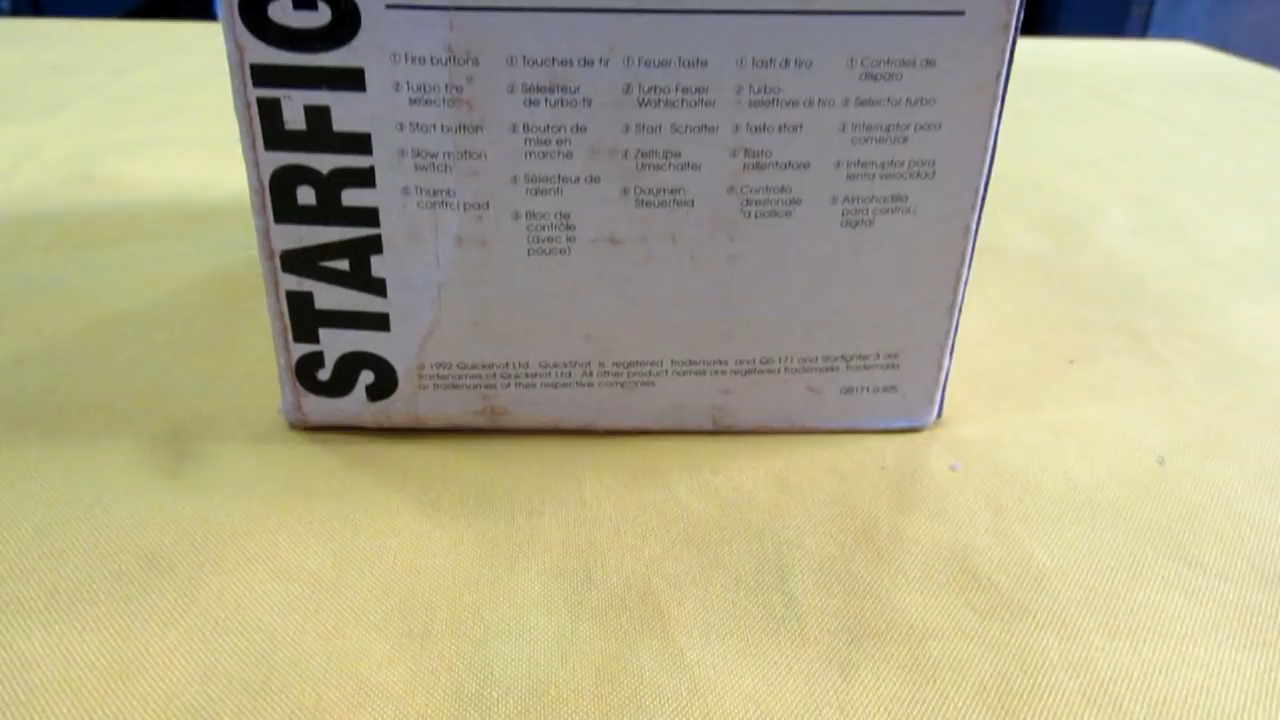 STARFIG
① Fire buttons
② Turbo fire
selector
③ Start button
④ Slow motion
switch
⑤ Thumb
control pad
① Touches de tir
② Sélecteur
de turbo-tir
③ Bouton de
mise en
marche
④ Sélecteur de
ralenti
⑤ Bloc de
contrôle
(avec le
pouce)
① Feuer-Taste
② Turbo-Feuer
Wahlschalter
③ Start-Schalter
④ Zeitlupe
Umschalter
⑤ Daumen-
Steuerfeld
① Tasti di tiro
② Turbo-
selettore di tiro
③ Tasto start
④ Tasto
rallentatore
⑤ Controllo
direzionale
"a pollice"
① Controles de
disparo
② Selector turbo
③ Interruptor para
comenzar
④ Interruptor para
lenta velocidad
⑤ Almohadilla
para control
digital
© 1992 Quickshot Ltd. QuickShot is registered trademarks and QS-171 and Starfighter 3 are
tradenames of Quickshot Ltd. All other product names are registered trademarks, trademarks
or tradenames of their respective companies.